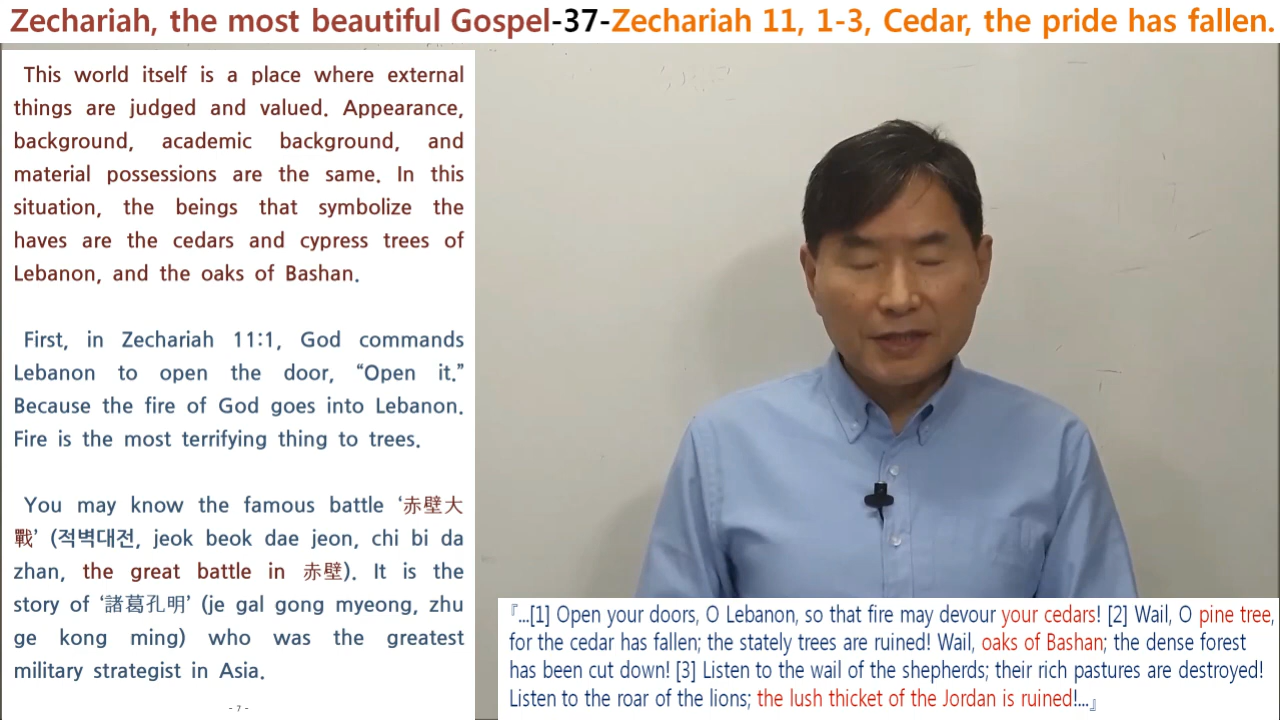 Zechariah, the most beautiful Gospel-37-Zechariah 11, 1-3, Cedar, the pride has fallen.
This world itself is a place where external
things are judged and valued. Appearance,
background, academic background, and
material possessions are the same. In this
situation, the beings that symbolize the
haves are the cedars and cypress trees of
Lebanon, and the oaks of Bashan.
First, in Zechariah 11:1, God commands
Lebanon to open the door, “Open it.”
Because the fire of God goes into Lebanon.
Fire is the most terrifying thing to trees.
You may know the famous battle ‘赤壁大
戰’ (적벽대전, jeok beok dae jeon, chi bi da
zhan, the great battle in 赤壁). It is the
story of ‘諸葛孔明’ (je gal gong myeong, zhu
ge kong ming) who was the greatest
military strategist in Asia.
- 7 -
『...[1] Open your doors, O Lebanon, so that fire may devour your cedars! [2] Wail, O pine tree,
for the cedar has fallen; the stately trees are ruined! Wail, oaks of Bashan; the dense forest
has been cut down! [3] Listen to the wail of the shepherds; their rich pastures are destroyed!
Listen to the roar of the lions; the lush thicket of the Jordan is ruined!...』